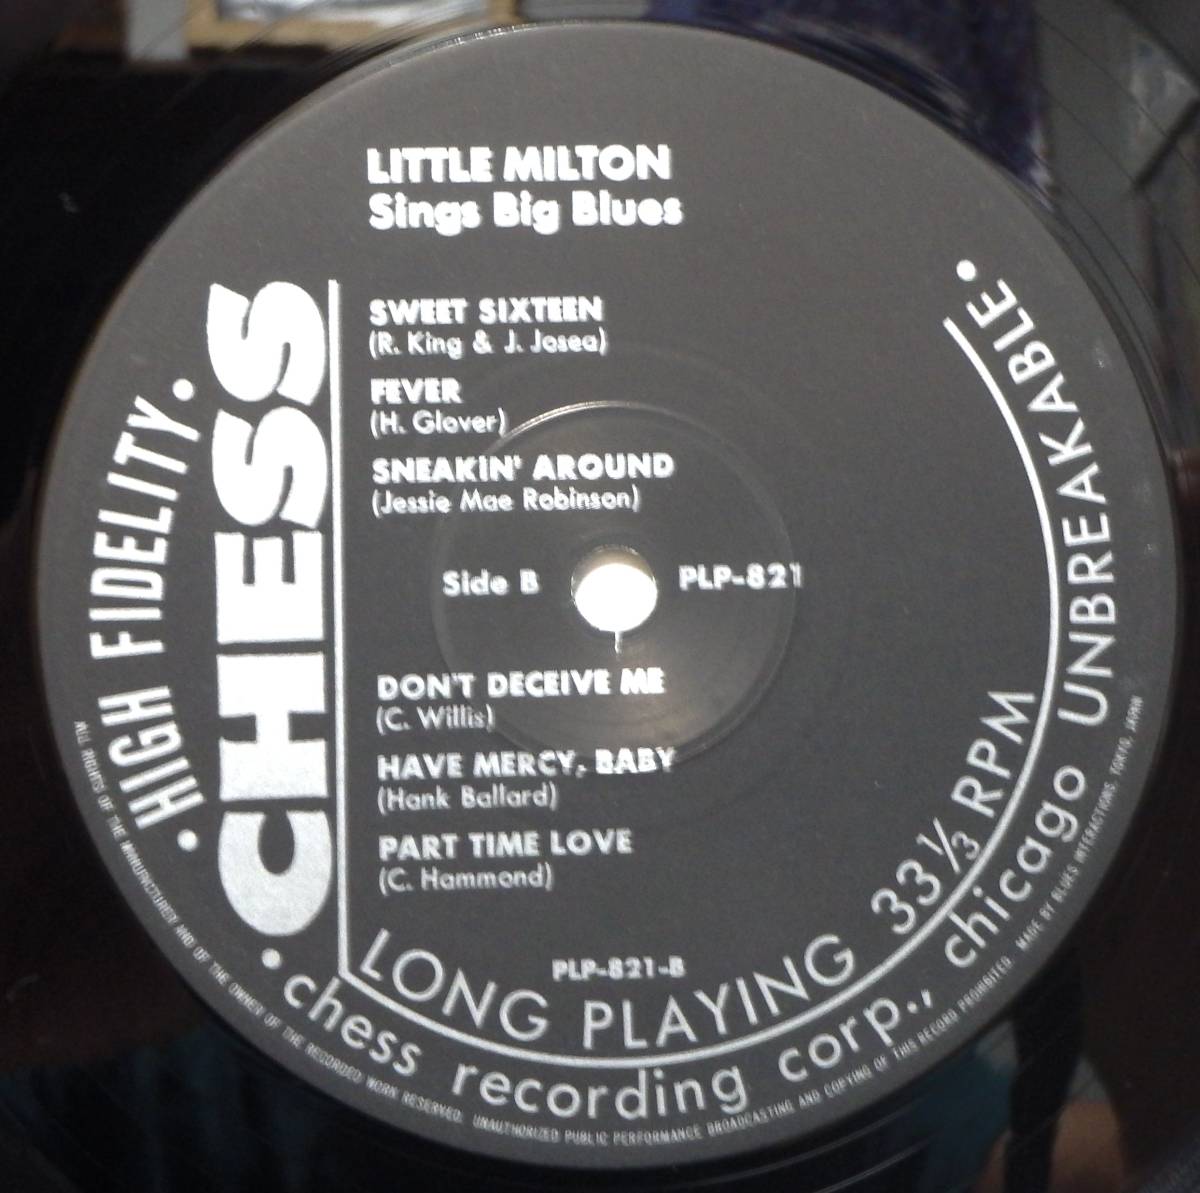 LITTLE MILTON
Sings Big Blues
SWEET SIXTEEN
(R. King & J. Josea)
FEVER
(H. Glover)
SNEAKIN' AROUND
(Jessie Mae Robinson)
Side B
PLP-821
DON'T DECEIVE ME
(C. Willis)
HAVE MERCY, BABY
(Hank Ballard)
PART TIME LOVE
(C. Hammond)
PLP-821-B
• HIGH FIDELITY •
CHESS
LONG PLAYING 33⅓ RPM
• chess recording corp., chicago UNBREAKABLE •
ALL RIGHTS OF THE MANUFACTURER AND OF THE OWNER OF THE RECORDED WORK RESERVED. UNAUTHORIZED PUBLIC PERFORMANCE BROADCASTING AND COPYING OF THIS RECORD PROHIBITED. MADE BY BLUES INTERACTIONS, TOKYO, JAPAN